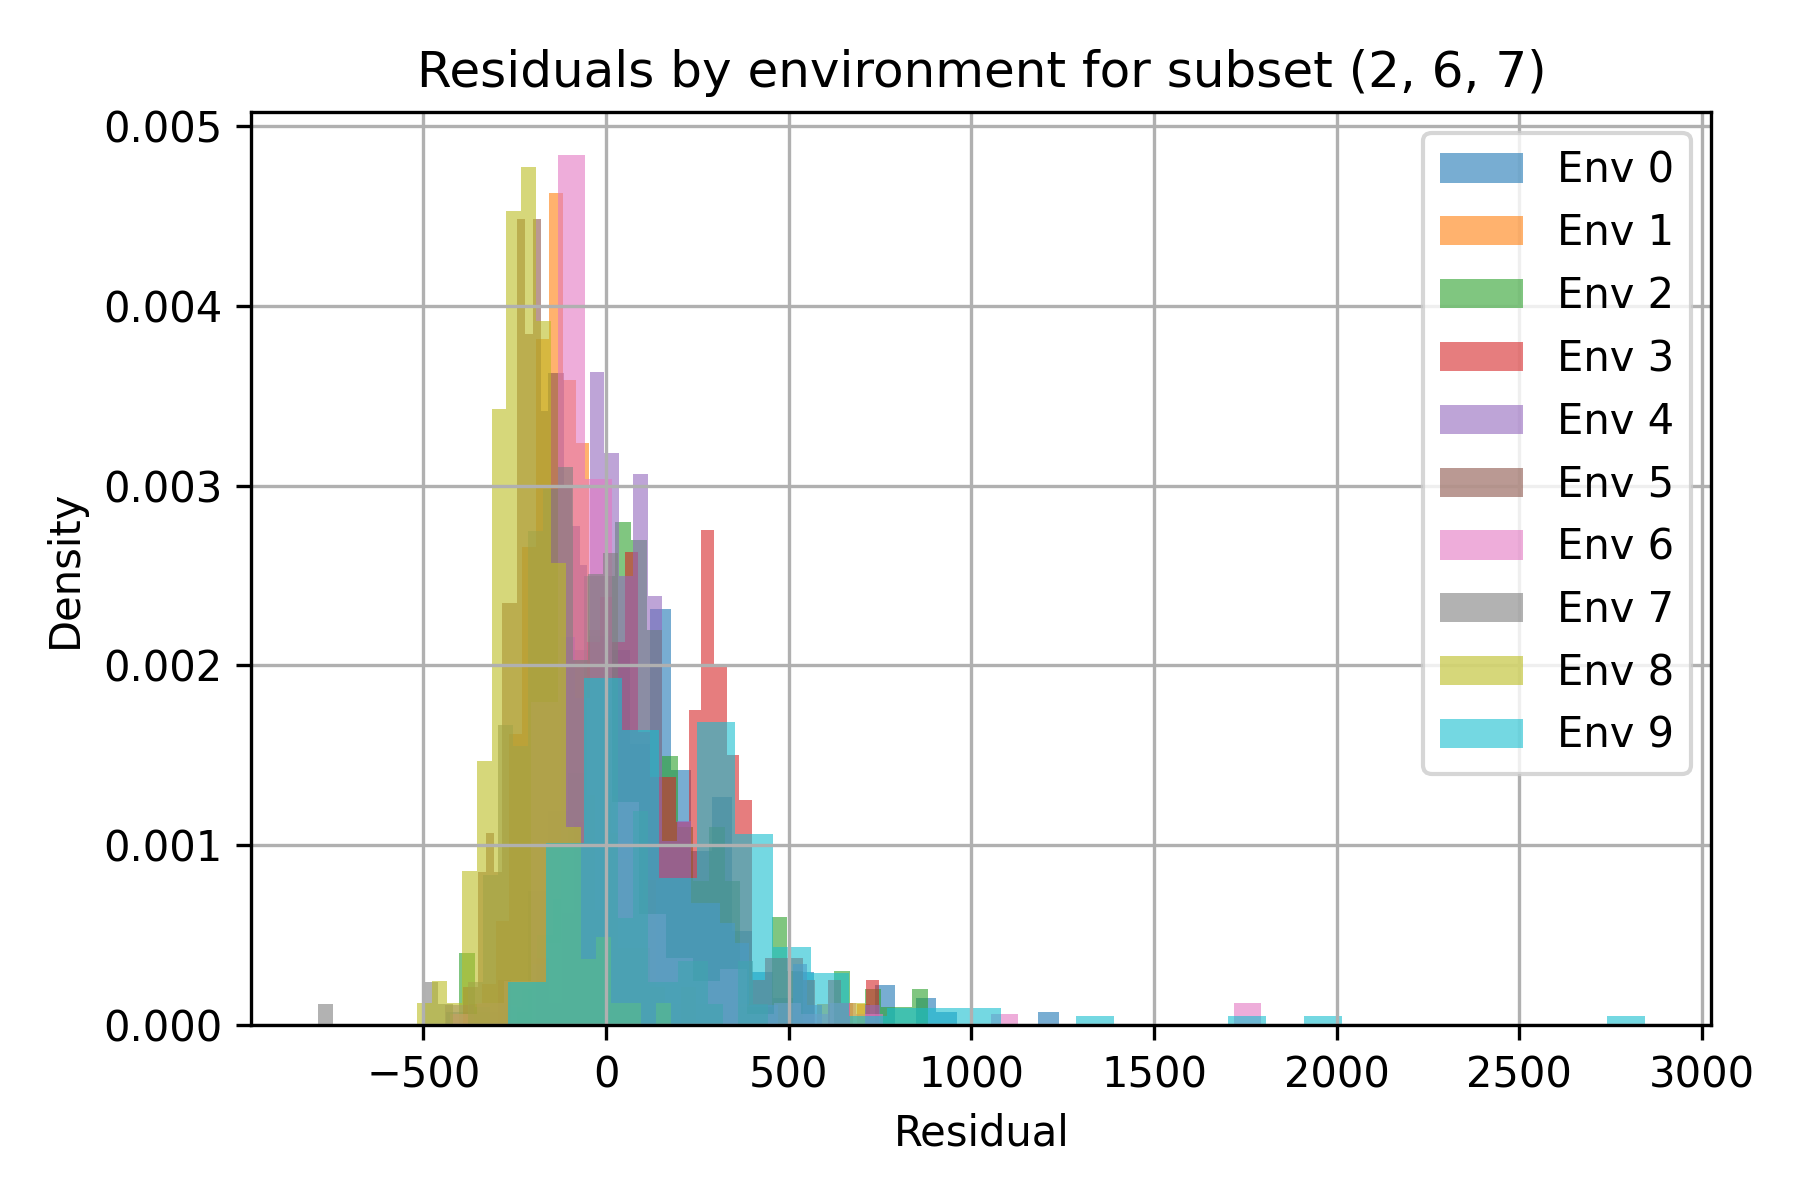 Residuals by environment for subset (2, 6, 7)
0.005
0.004
0.003
0.002
0.001
0.000
Density
Env 0
Env 1
Env 2
Env 3
Env 4
Env 5
Env 6
Env 7
Env 8
Env 9
−500 0 500 1000 1500 2000 2500 3000
Residual